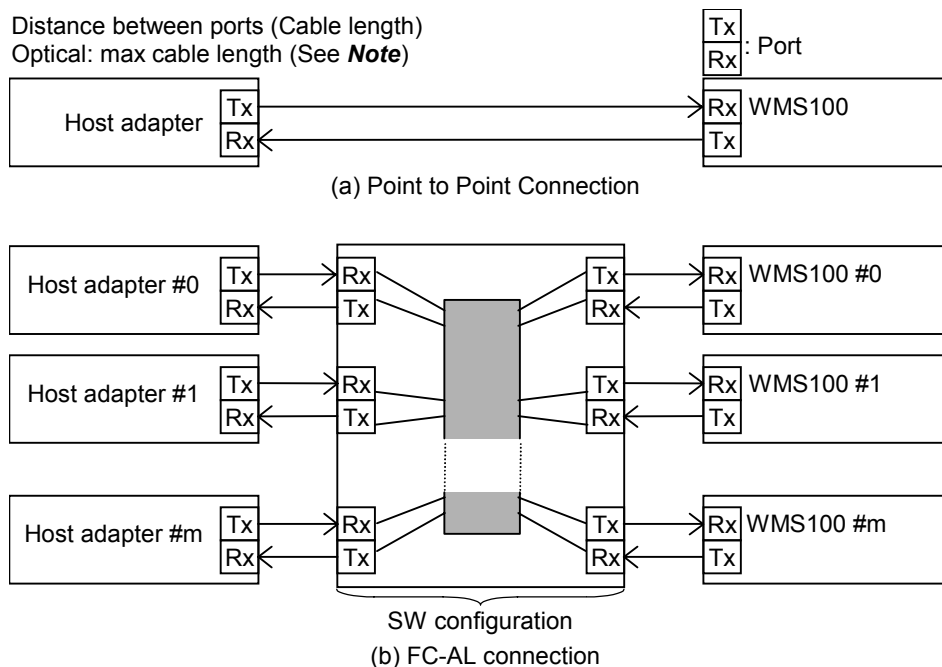 Distance between ports (Cable length)
Optical: max cable length (See Note)
Tx
Rx
: Port
Host adapter
Tx
Rx
Rx
Tx
WMS100
(a) Point to Point Connection
Host adapter #0
Tx
Rx
Rx
Tx
Tx
Rx
Rx
Tx
WMS100 #0
Host adapter #1
Tx
Rx
Rx
Tx
Tx
Rx
Rx
Tx
WMS100 #1
Host adapter #m
Tx
Rx
Rx
Tx
Tx
Rx
Rx
Tx
WMS100 #m
SW configuration
(b) FC-AL connection